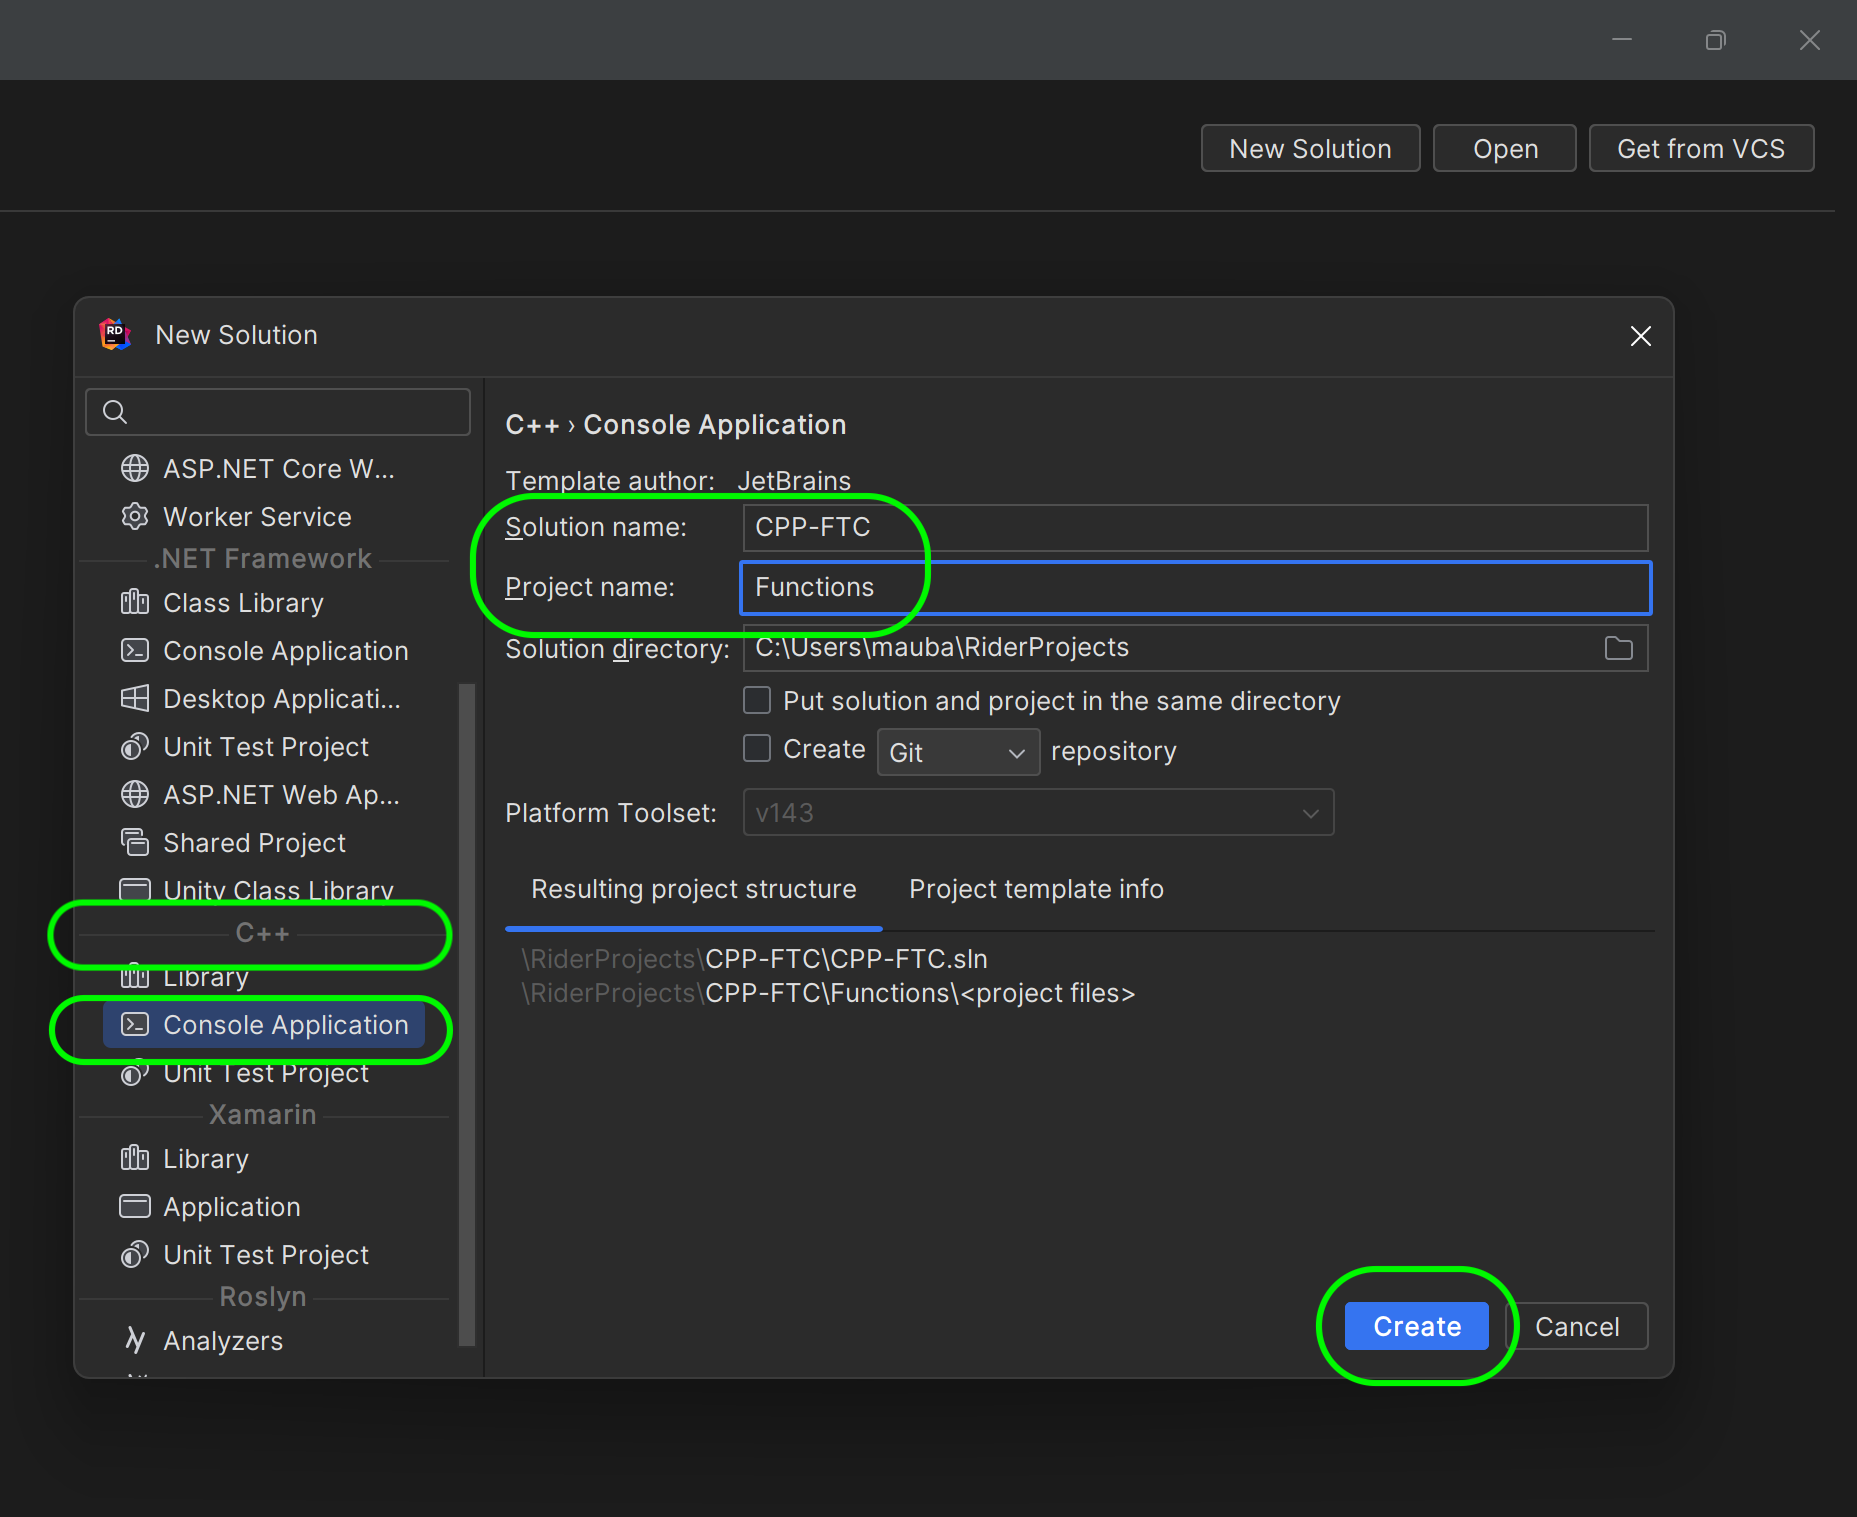 New Solution
Open
Get from VCS
RD
New Solution
ASP.NET Core W...
Worker Service
.NET Framework
Class Library
Console Application
Desktop Applicati...
Unit Test Project
ASP.NET Web Ap...
Shared Project
Unity Class Library
C++
Library
Console Application
Unit Test Project
Xamarin
Library
Application
Unit Test Project
Roslyn
Analyzers
C++ › Console Application
Template author: JetBrains
Solution name: CPP-FTC
Project name: Functions
Solution directory: C:\Users\mauba\RiderProjects
Put solution and project in the same directory
Create Git repository
Platform Toolset: v143
Resulting project structure Project template info
\RiderProjects\CPP-FTC\CPP-FTC.sln
\RiderProjects\CPP-FTC\Functions\<project files>
Create
Cancel